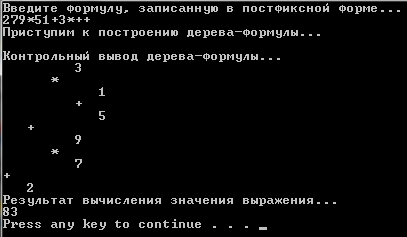 Введите формулу, записанную в постфиксной форме...
279*51+3*++
Приступим к построению дерева-формулы...
Контрольный вывод дерева-формулы...
3
*
1
+
5
+
9
*
7
+
2
Результат вычисления значения выражения...
83
Press any key to continue . . . _